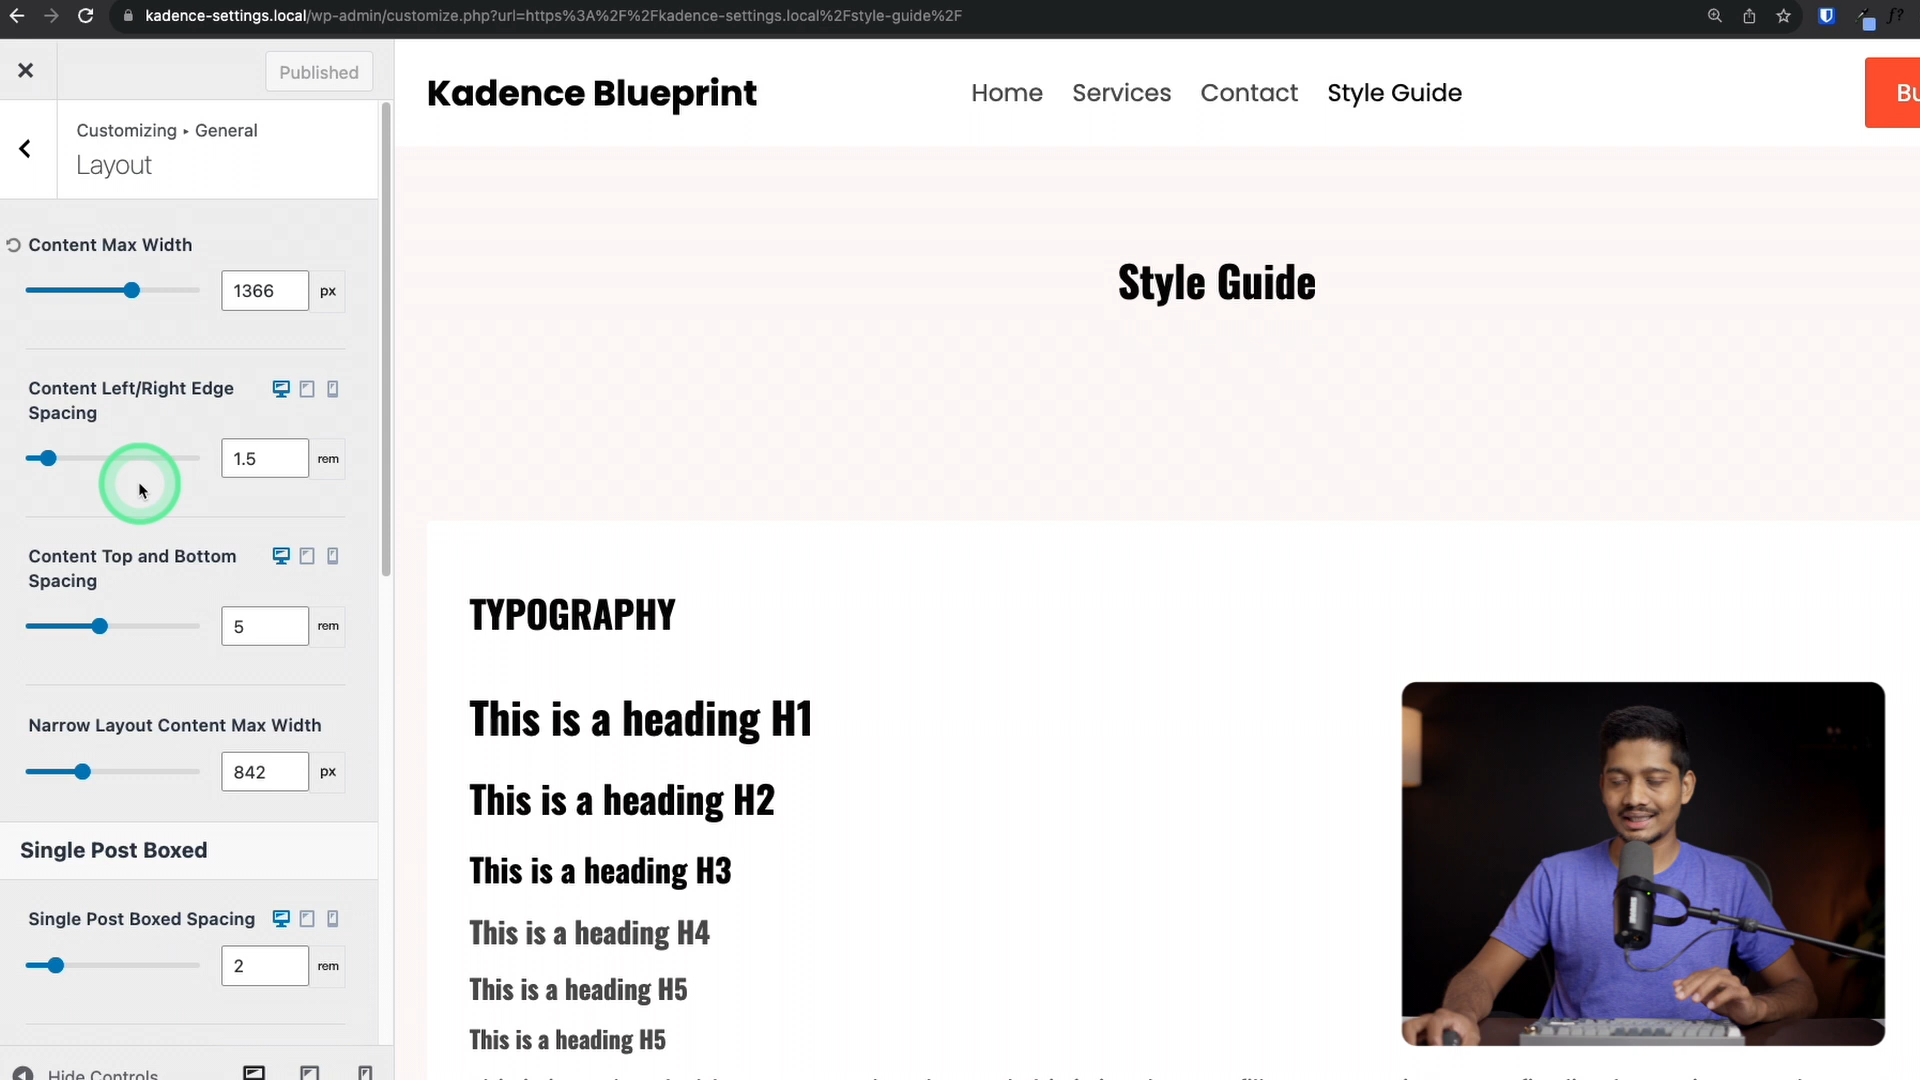 kadence-settings.local/wp-admin/customize.php?url=https%3A%2F%2Fkadence-settings.local%2Fstyle-guide%2F
Published
Customizing ▸ General
Layout
Content Max Width
1366 px
Content Left/Right Edge
Spacing
1.5 rem
Content Top and Bottom
Spacing
5 rem
Narrow Layout Content Max Width
842 px
Single Post Boxed
Single Post Boxed Spacing
2 rem
Hide Controls
Kadence Blueprint
Home Services Contact Style Guide
Bu
Style Guide
TYPOGRAPHY
This is a heading H1
This is a heading H2
This is a heading H3
This is a heading H4
This is a heading H5
This is a heading H5